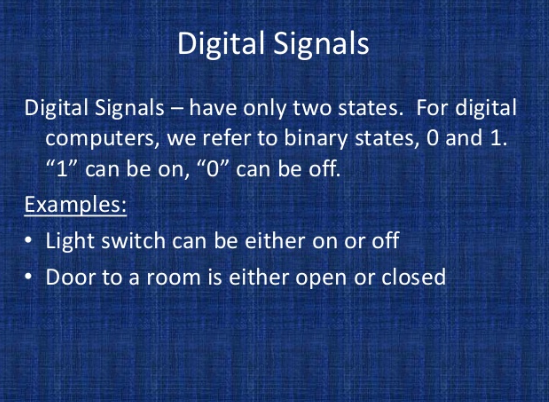 Digital Signals
Digital Signals – have only two states.  For digital
computers, we refer to binary states, 0 and 1.
“1” can be on, “0” can be off.
Examples:
• Light switch can be either on or off
• Door to a room is either open or closed